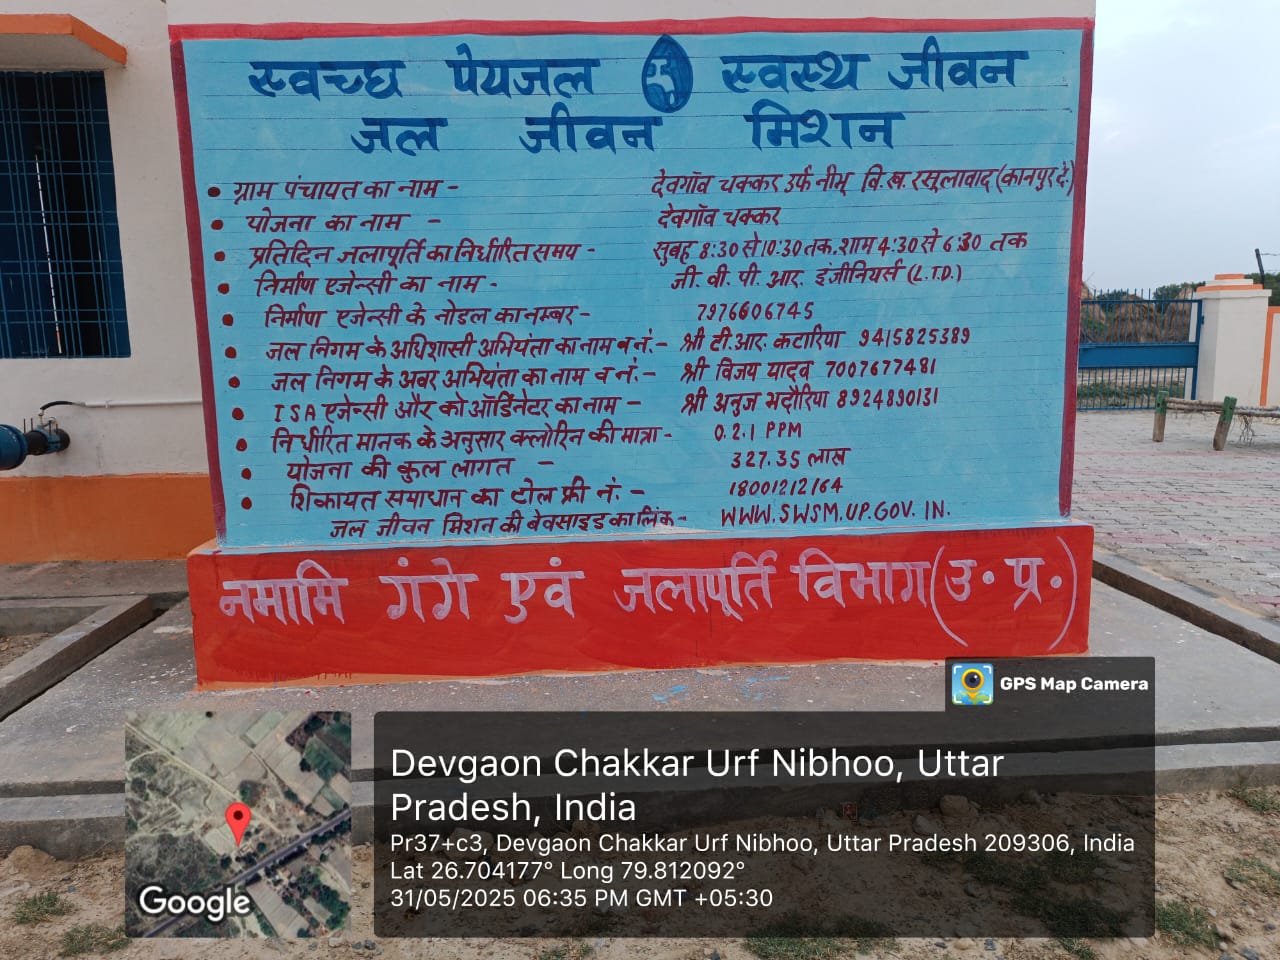 स्वच्छ पेयजल स्वस्थ जीवन
जल जीवन मिशन
• ग्राम पंचायत का नाम - देवगाँव चक्कर उर्फ नीभू वि.ख. रसूलाबाद (कानपुर दे.)
• योजना का नाम - देवगाँव चक्कर
• प्रतिदिन जलापूर्ति का निर्धारित समय - सुबह 8:30 से 10:30 तक. शाम 4:30 से 6:30 तक
• निर्माण एजेन्सी का नाम - जी. वी. पी. आर. इंजीनियर्स (L.T.D.)
• निर्माण एजेन्सी के नोडल का नम्बर - 7976606745
• जल निगम के अधिशासी अभियंता का नाम व नं.- श्री टी.आर. कटारिया 9415825389
• जल निगम के अवर अभियंता का नाम व नं.- श्री विजय यादव 7007677481
• ISA एजेन्सी और को ऑर्डिनेटर का नाम - श्री अनुज भदौरिया 8924890131
• निर्धारित मानक के अनुसार क्लोरिन की मात्रा - 0.2.1 PPM
• योजना की कुल लागत - 327.35 लाख
• शिकायत समाधान का टोल फ्री नं. - 18001212164
जल जीवन मिशन की बेवसाइड का लिंक - WWW.SWSM.UP.GOV. IN.
नमामि गंगे एवं जलापूर्ति विभाग (उ. प्र.)
GPS Map Camera
Devgaon Chakkar Urf Nibhoo, Uttar
Pradesh, India
Pr37+c3, Devgaon Chakkar Urf Nibhoo, Uttar Pradesh 209306, India
Lat 26.704177° Long 79.812092°
31/05/2025 06:35 PM GMT +05:30
Google